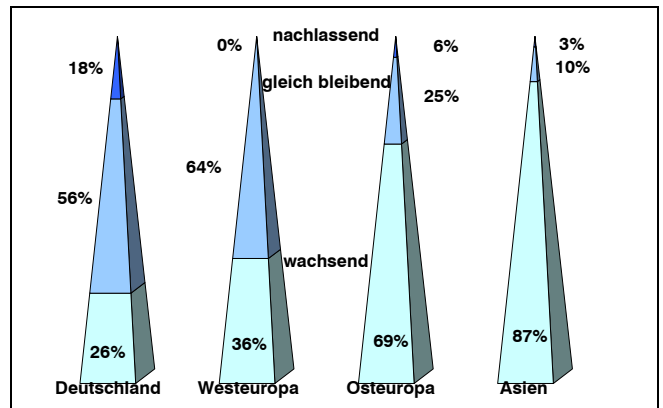 nachlassend
18% 0% 6% 3%
10%
gleich bleibend
25%
64%
56%
wachsend
26% 36% 69% 87%
Deutschland Westeuropa Osteuropa Asien